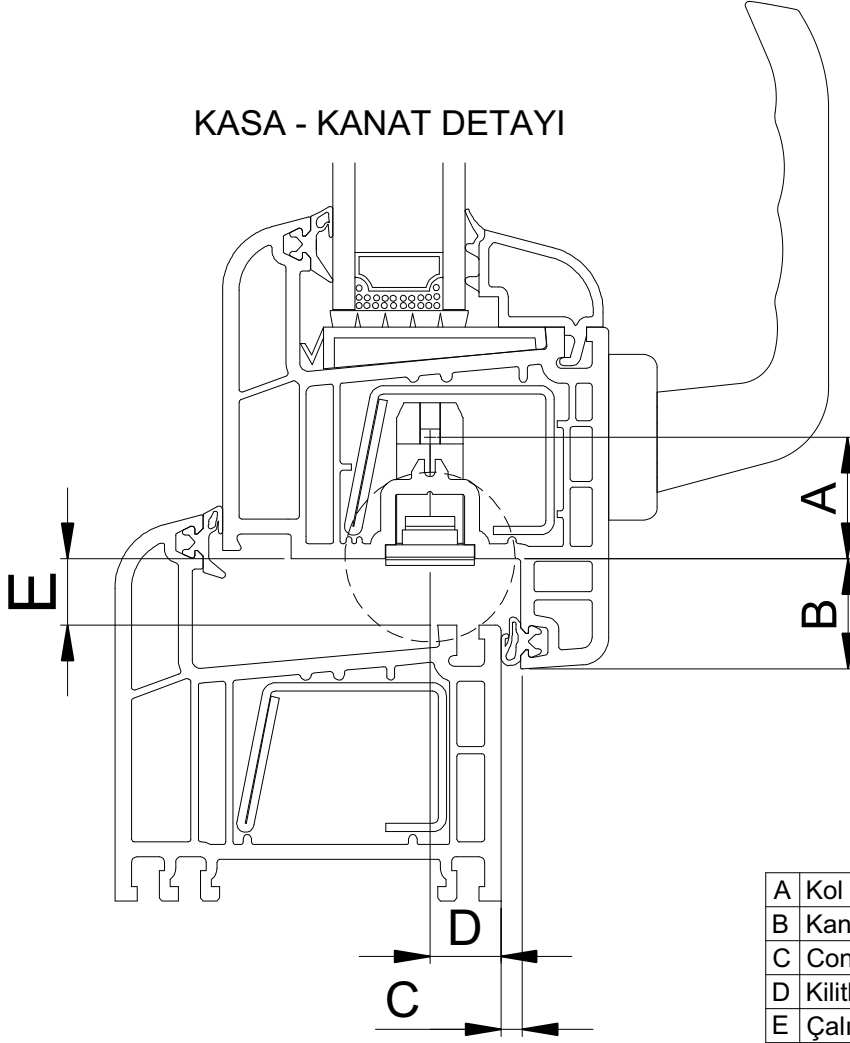 KASA - KANAT DETAYI
A
B
E
D
C
A Kol
B Kan
C Con
D Kilitl
E Çalı